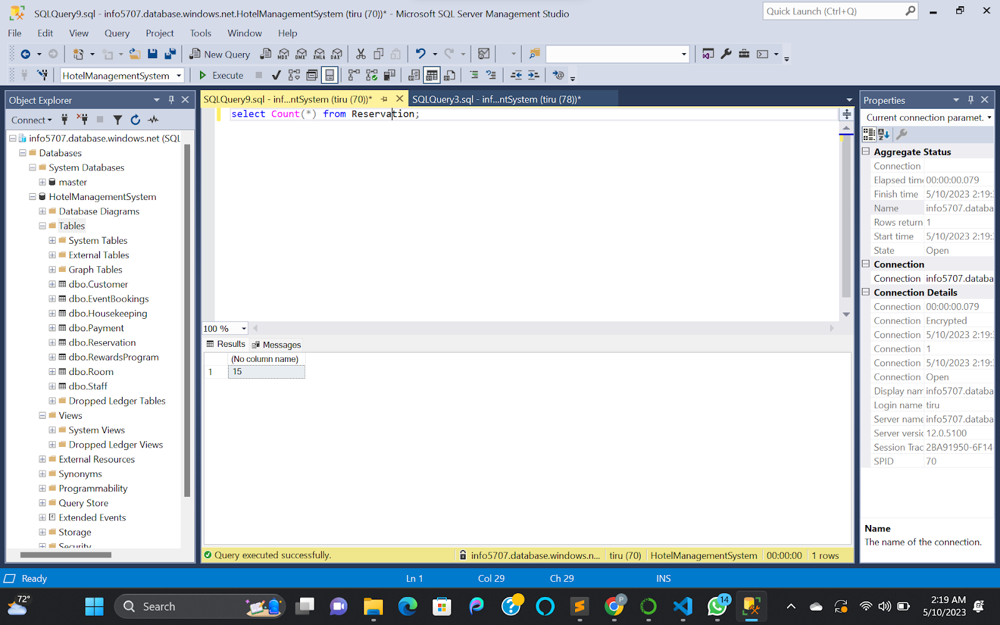 SQLQuery9.sql - info5707.database.windows.net.HotelManagementSystem (tiru (70))* - Microsoft SQL Server Management Studio
Quick Launch (Ctrl+Q)
File Edit View Query Project Tools Window Help
New Query MDX DMX XMLA DAX
HotelManagementSystem Execute
Object Explorer
Connect
info5707.database.windows.net (SQL
Databases
System Databases
master
HotelManagementSystem
Database Diagrams
Tables
System Tables
External Tables
Graph Tables
dbo.Customer
dbo.EventBookings
dbo.Housekeeping
dbo.Payment
dbo.Reservation
dbo.RewardsProgram
dbo.Room
dbo.Staff
Dropped Ledger Tables
Views
System Views
Dropped Ledger Views
External Resources
Synonyms
Programmability
Query Store
Extended Events
Storage
Security
SQLQuery9.sql - inf...ntSystem (tiru (70))* SQLQuery3.sql - inf...ntSystem (tiru (78))*
select Count(*) from Reservation;
100 %
Results Messages
(No column name)
1 15
Query executed successfully. info5707.database.windows.n... tiru (70) HotelManagementSystem 00:00:00 1 rows
Properties
Current connection paramet.
Aggregate Status
Connection
Elapsed time 00:00:00.079
Finish time 5/10/2023 2:19:
Name info5707.databa
Rows return 1
Start time 5/10/2023 2:19:
State Open
Connection
Connection info5707.databa
Connection Details
Connection 00:00:00.079
Connection Encrypted
Connection 5/10/2023 2:19:
Connection 1
Connection 5/10/2023 2:19:
Connection Open
Display nam info5707.databa
Login name tiru
Server name info5707.databa
Server versic 12.0.5100
Session Trac 2BA91950-6F14
SPID 70
Name
The name of the connection.
Ready Ln 1 Col 29 Ch 29 INS
72°
Search
P
14
2:19 AM
5/10/2023